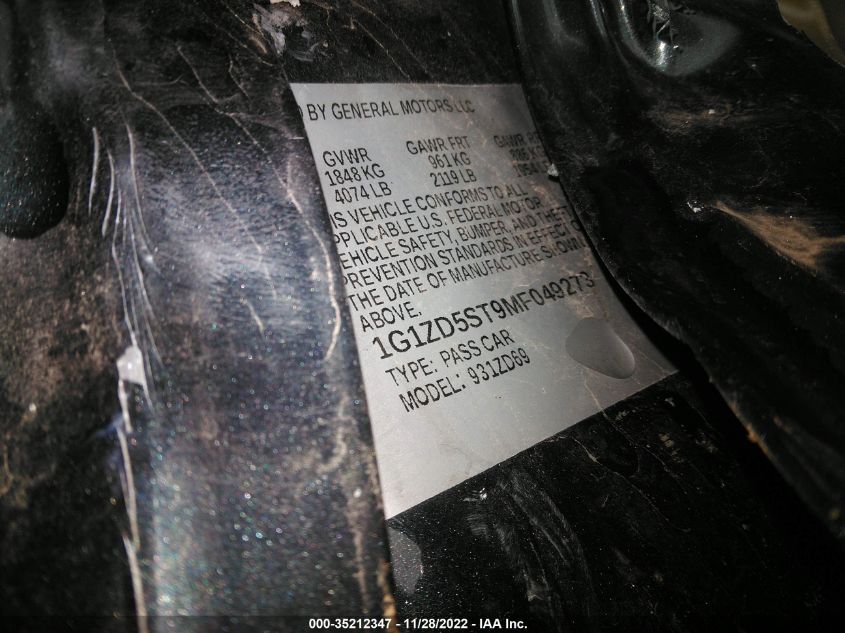 BY GENERAL MOTORS LLC
GVWR GAWR FRT GAWR
1848 KG 961 KG
4074 LB 2119 LB
IS VEHICLE CONFORMS TO ALL
PPLICABLE U.S. FEDERAL MOTOR
EHICLE SAFETY, BUMPER, AND THEFT
PREVENTION STANDARDS IN EFFECT O
THE DATE OF MANUFACTURE SHOWN
ABOVE.
1G1ZD5ST9MF049273
TYPE: PASS CAR
MODEL: 931ZD69
000-35212347 - 11/28/2022 - IAA Inc.